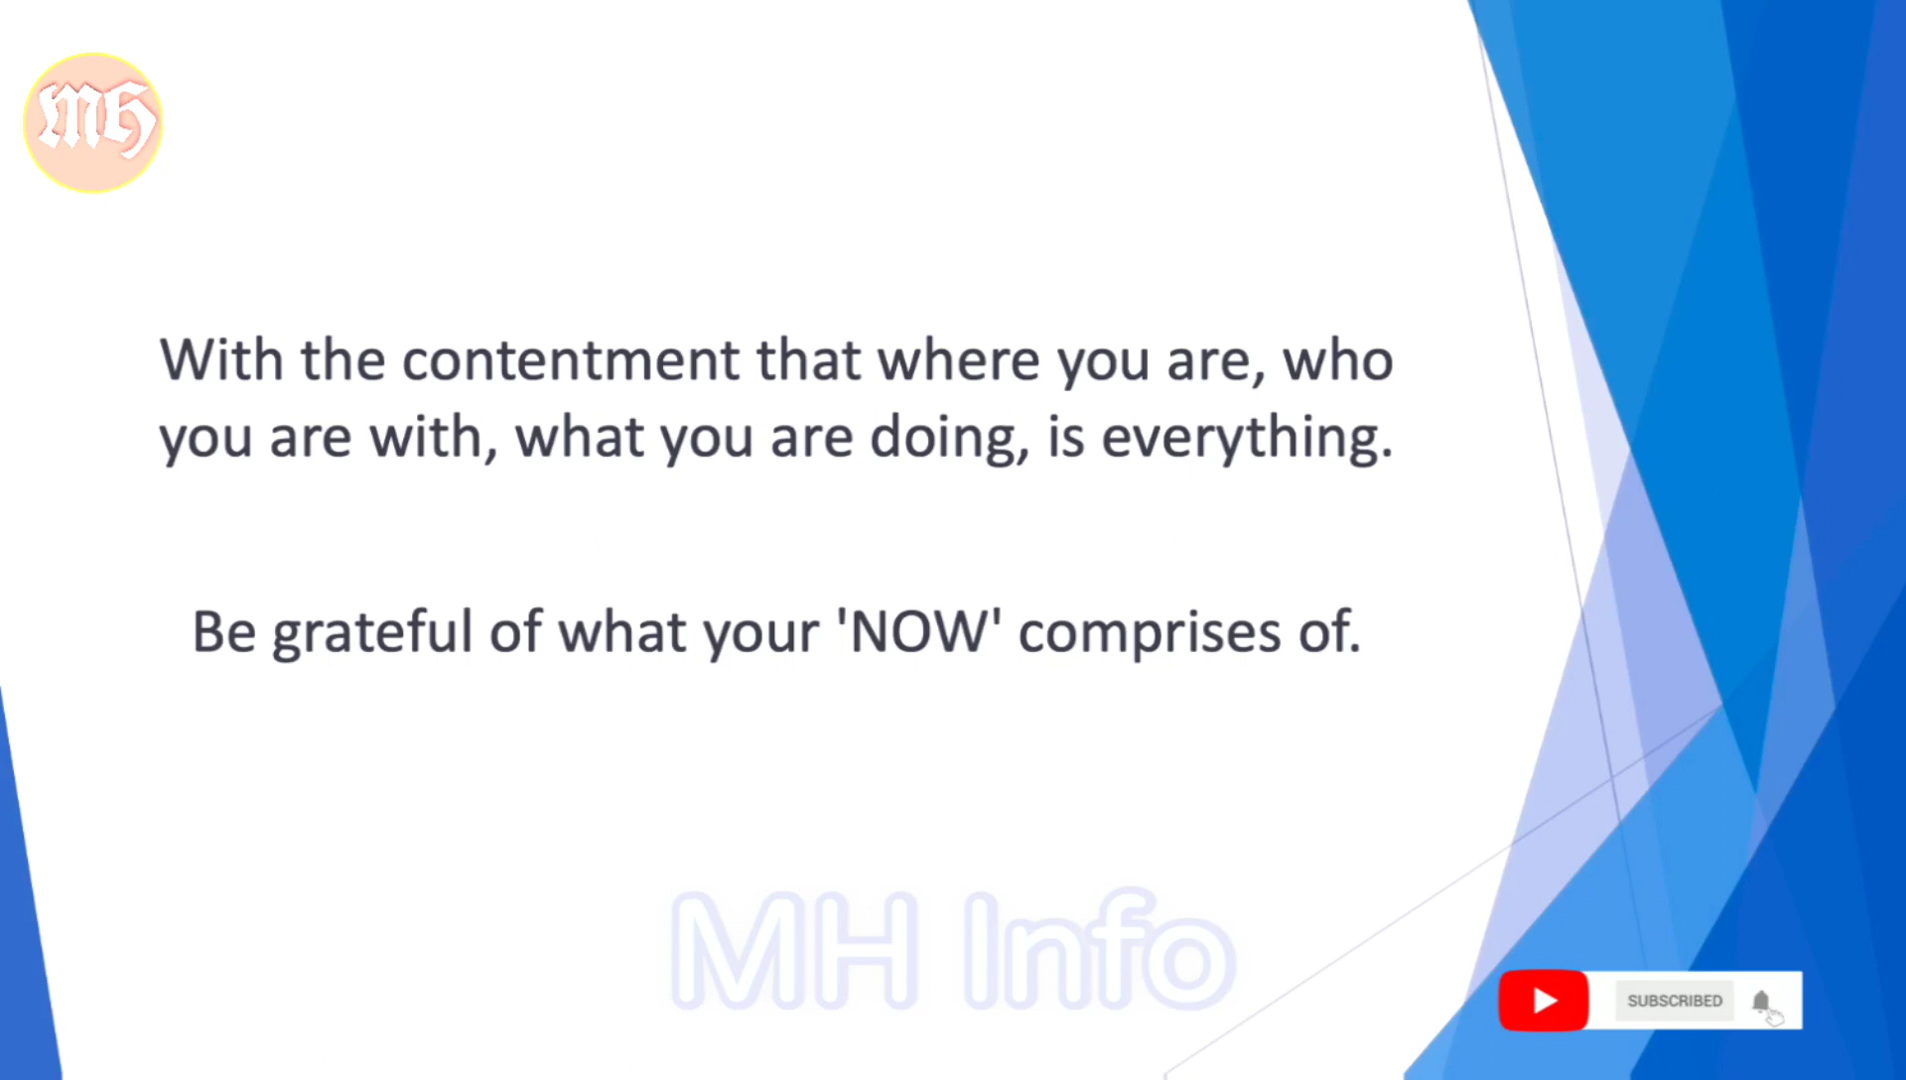 MH
With the contentment that where you are, who
you are with, what you are doing, is everything.
Be grateful of what your 'NOW' comprises of.
MH Info
SUBSCRIBED